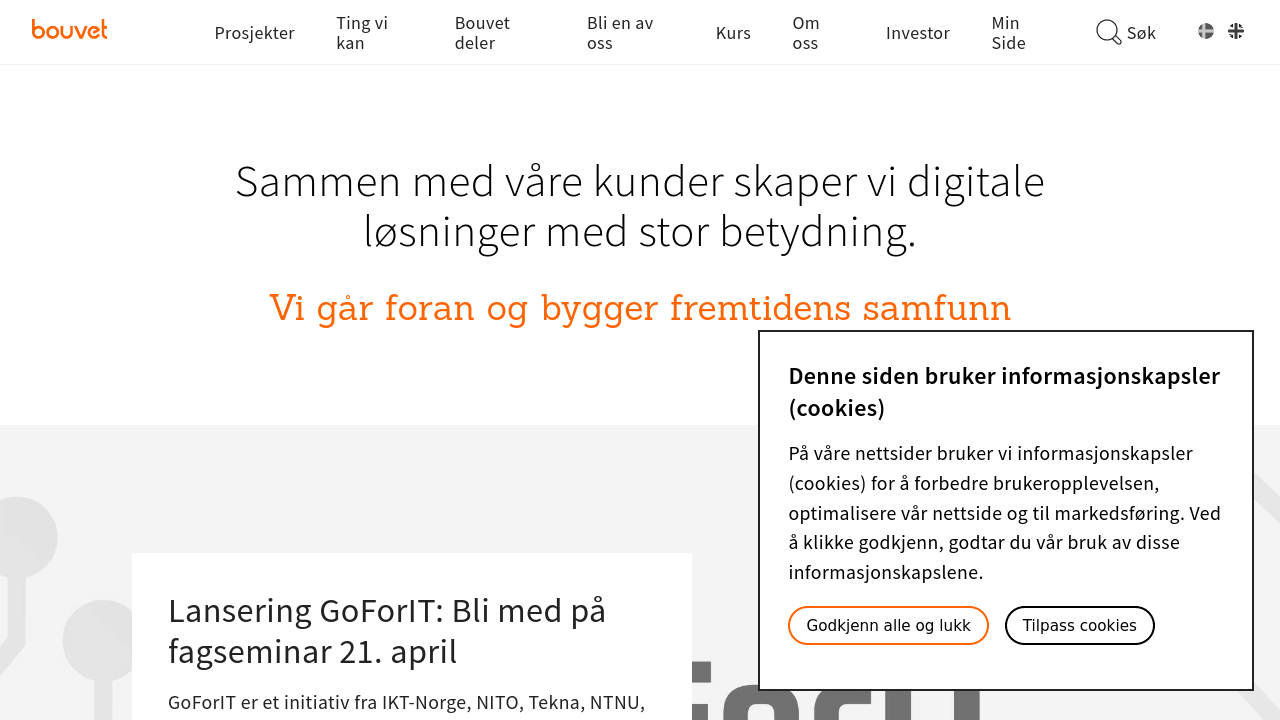 bouvet
Prosjekter
Ting vi
kan
Bouvet
deler
Bli en av
oss
Kurs
Om
oss
Investor
Min
Side
Søk
Sammen med våre kunder skaper vi digitale
løsninger med stor betydning.
Vi går foran og bygger fremtidens samfunn
Denne siden bruker informasjonskapsler
(cookies)
På våre nettsider bruker vi informasjonskapsler
(cookies) for å forbedre brukeropplevelsen,
optimalisere vår nettside og til markedsføring. Ved
å klikke godkjenn, godtar du vår bruk av disse
informasjonskapslene.
Godkjenn alle og lukk
Tilpass cookies
Lansering GoForIT: Bli med på
fagseminar 21. april
GoForIT er et initiativ fra IKT-Norge, NITO, Tekna, NTNU,